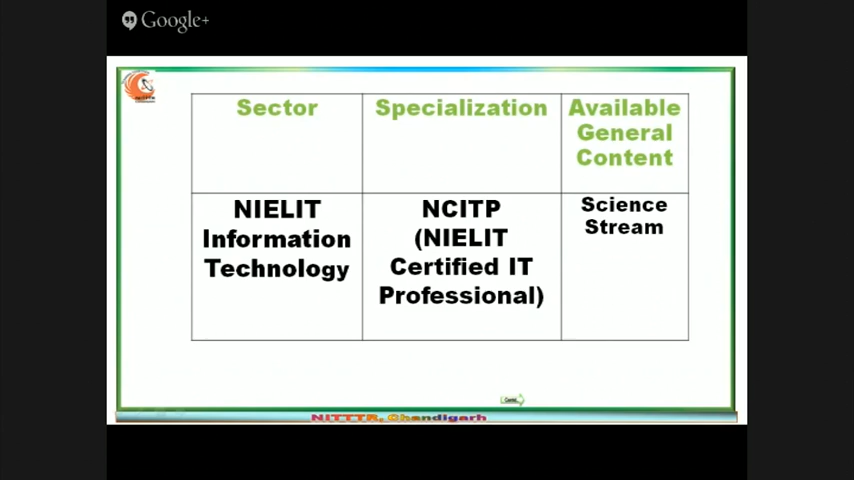 Google+
Sector
Specialization
Available
General
Content
NIELIT
Information
Technology
NCITP
(NIELIT
Certified IT
Professional)
Science
Stream
NITTTR, Chandigarh